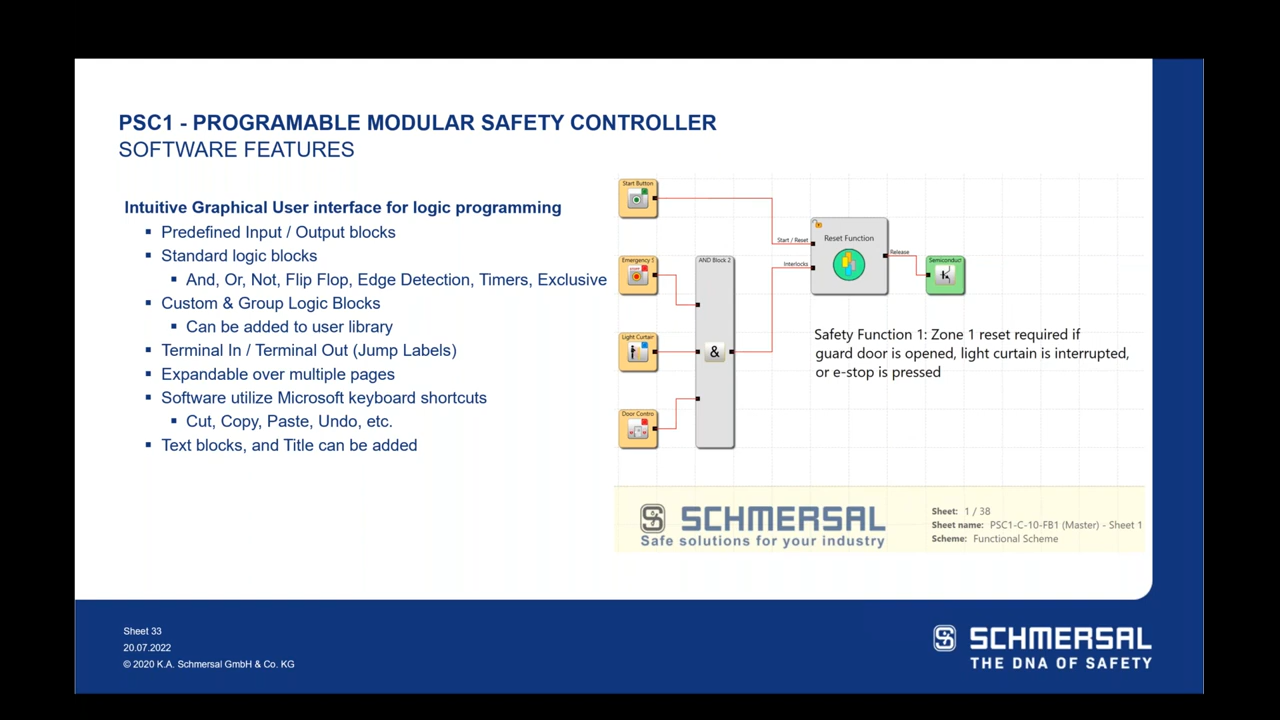 PSC1 - PROGRAMABLE MODULAR SAFETY CONTROLLER
SOFTWARE FEATURES
Intuitive Graphical User interface for logic programming
Predefined Input / Output blocks
Standard logic blocks
And, Or, Not, Flip Flop, Edge Detection, Timers, Exclusive
Custom & Group Logic Blocks
Can be added to user library
Terminal In / Terminal Out (Jump Labels)
Expandable over multiple pages
Software utilize Microsoft keyboard shortcuts
Cut, Copy, Paste, Undo, etc.
Text blocks, and Title can be added
Start Button
Emergency 1
Light Curtain
Door Contro
AND Block 2
&
Start / Reset
Interlocks
Reset Function
Release
Semiconduct
Safety Function 1: Zone 1 reset required if
guard door is opened, light curtain is interrupted,
or e-stop is pressed
SCHMERSAL
Safe solutions for your industry
Sheet: 1 / 38
Sheet name: PSC1-C-10-FB1 (Master) - Sheet 1
Scheme: Functional Scheme
Sheet 33
20.07.2022
© 2020 K.A. Schmersal GmbH & Co. KG
SCHMERSAL
THE DNA OF SAFETY